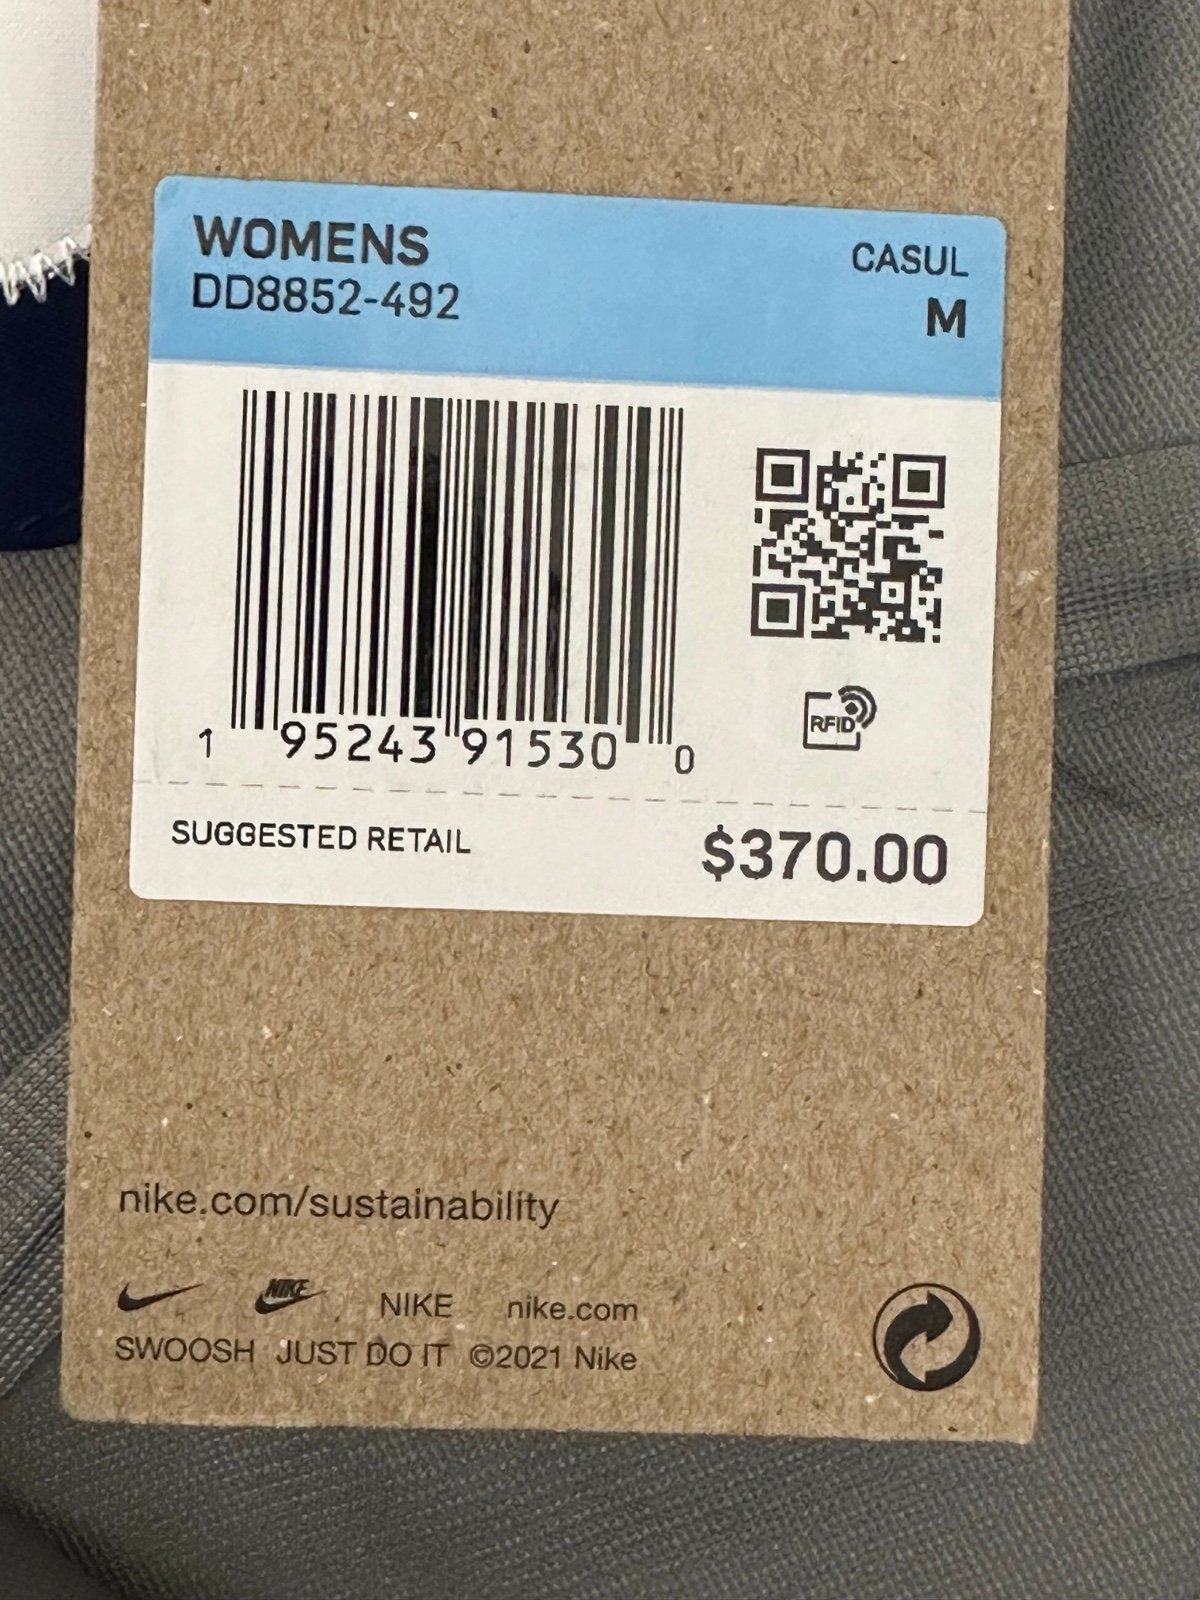 WOMENS
DD8852-492
CASUL
M
1 95243 91530 0
RFID
SUGGESTED RETAIL $370.00
nike.com/sustainability
NIKE NIKE nike.com
SWOOSH JUST DO IT ©2021 Nike